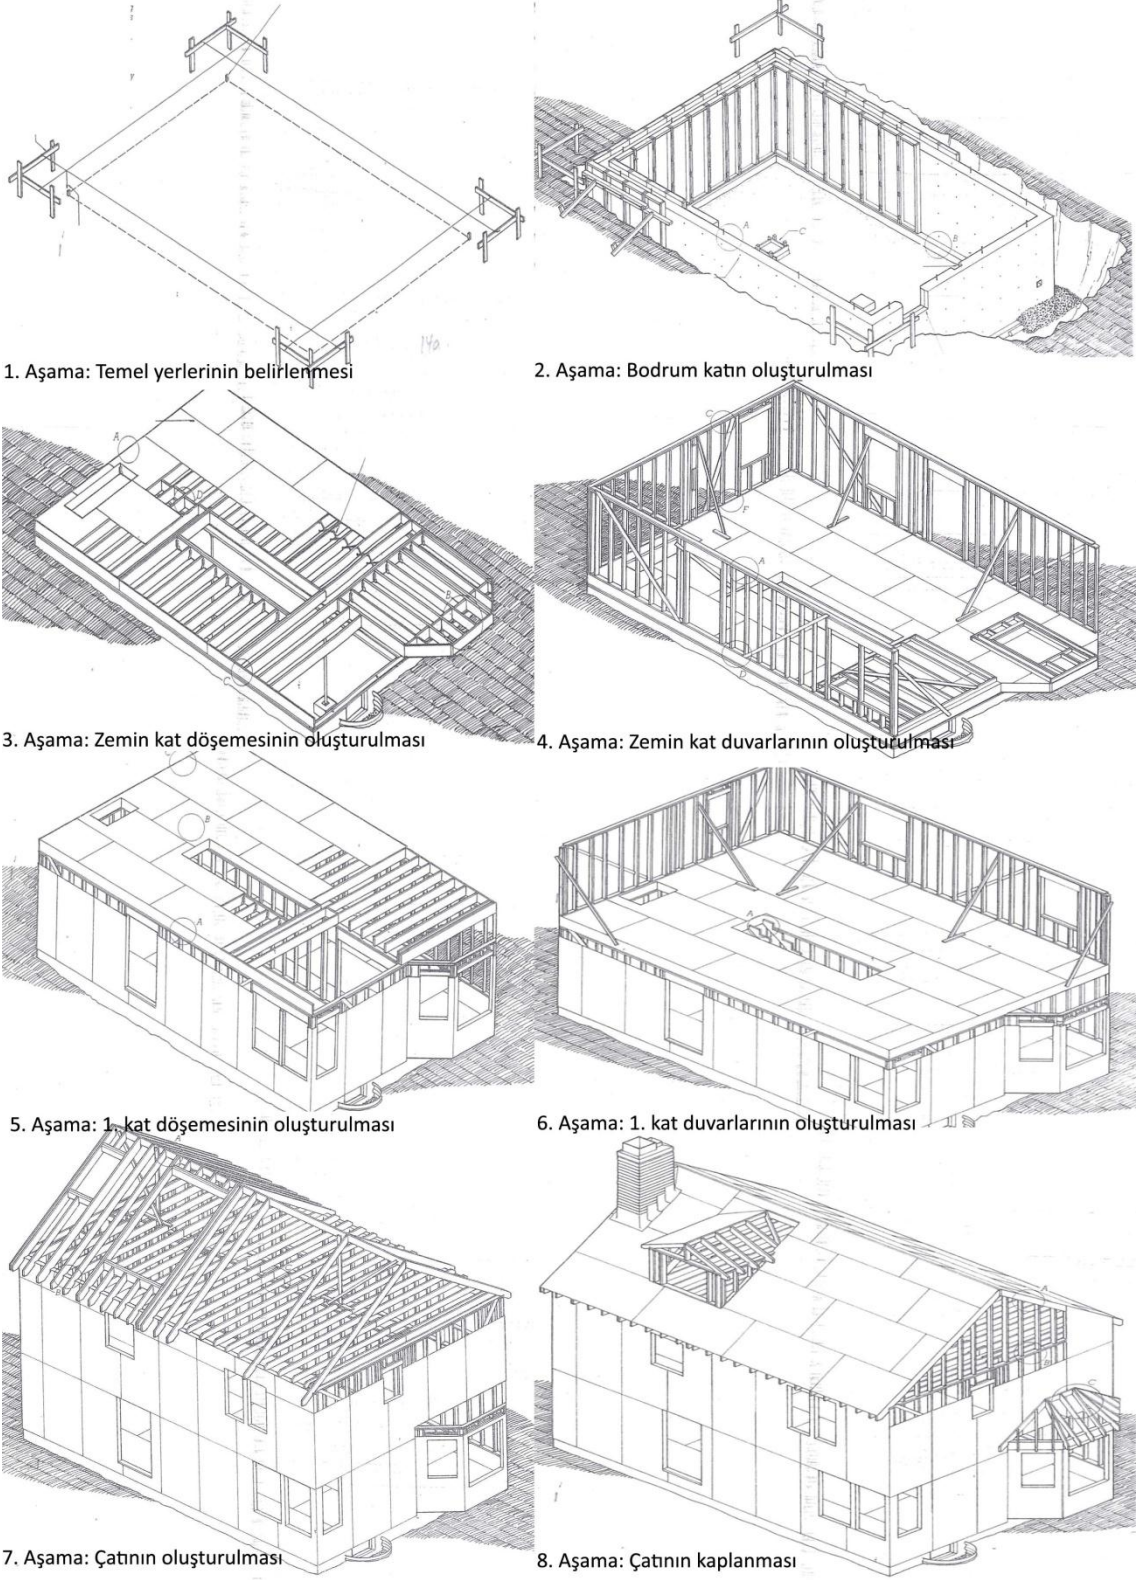 140
1. Aşama: Temel yerlerinin belirlenmesi
A
B
C
2. Aşama: Bodrum katın oluşturulması
A
D
B
C
3. Aşama: Zemin kat döşemesinin oluşturulması
C
F
A
D
4. Aşama: Zemin kat duvarlarının oluşturulması
B
A
5. Aşama: 1. kat döşemesinin oluşturulması
A
6. Aşama: 1. kat duvarlarının oluşturulması
A
B
7. Aşama: Çatının oluşturulması
A
C
8. Aşama: Çatının kaplanması